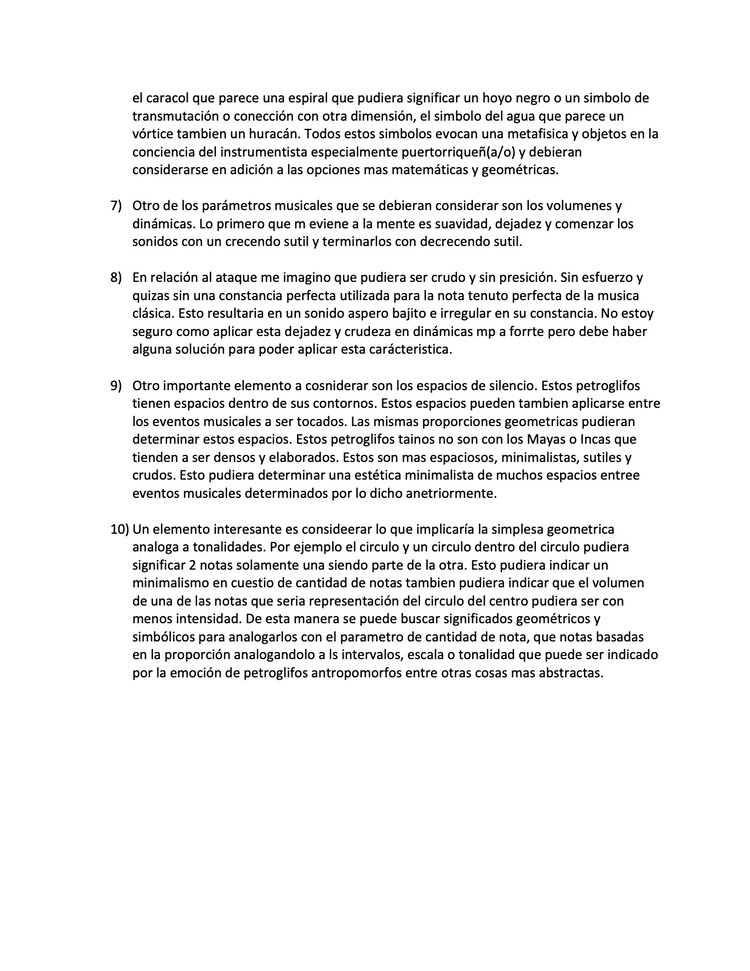 el caracol que parece una espiral que pudiera significar un hoyo negro o un simbolo de
transmutación o conección con otra dimensión, el simbolo del agua que parece un
vórtice tambien un huracán. Todos estos simbolos evocan una metafisica y objetos en la
conciencia del instrumentista especialmente puertorriqueñ(a/o) y debieran
considerarse en adición a las opciones mas matemáticas y geométricas.
7) Otro de los parámetros musicales que se debieran considerar son los volumenes y
dinámicas. Lo primero que m eviene a la mente es suavidad, dejadez y comenzar los
sonidos con un crecendo sutil y terminarlos con decrecendo sutil.
8) En relación al ataque me imagino que pudiera ser crudo y sin presición. Sin esfuerzo y
quizas sin una constancia perfecta utilizada para la nota tenuto perfecta de la musica
clásica. Esto resultaria en un sonido aspero bajito e irregular en su constancia. No estoy
seguro como aplicar esta dejadez y crudeza en dinámicas mp a forrte pero debe haber
alguna solución para poder aplicar esta carácteristica.
9) Otro importante elemento a cosniderar son los espacios de silencio. Estos petroglifos
tienen espacios dentro de sus contornos. Estos espacios pueden tambien aplicarse entre
los eventos musicales a ser tocados. Las mismas proporciones geometricas pudieran
determinar estos espacios. Estos petroglifos tainos no son con los Mayas o Incas que
tienden a ser densos y elaborados. Estos son mas espaciosos, minimalistas, sutiles y
crudos. Esto pudiera determinar una estética minimalista de muchos espacios entree
eventos musicales determinados por lo dicho anetriormente.
10) Un elemento interesante es consideerar lo que implicaría la simplesa geometrica
analoga a tonalidades. Por ejemplo el circulo y un circulo dentro del circulo pudiera
significar 2 notas solamente una siendo parte de la otra. Esto pudiera indicar un
minimalismo en cuestio de cantidad de notas tambien pudiera indicar que el volumen
de una de las notas que seria representación del circulo del centro pudiera ser con
menos intensidad. De esta manera se puede buscar significados geométricos y
simbólicos para analogarlos con el parametro de cantidad de nota, que notas basadas
en la proporción analogandolo a ls intervalos, escala o tonalidad que puede ser indicado
por la emoción de petroglifos antropomorfos entre otras cosas mas abstractas.